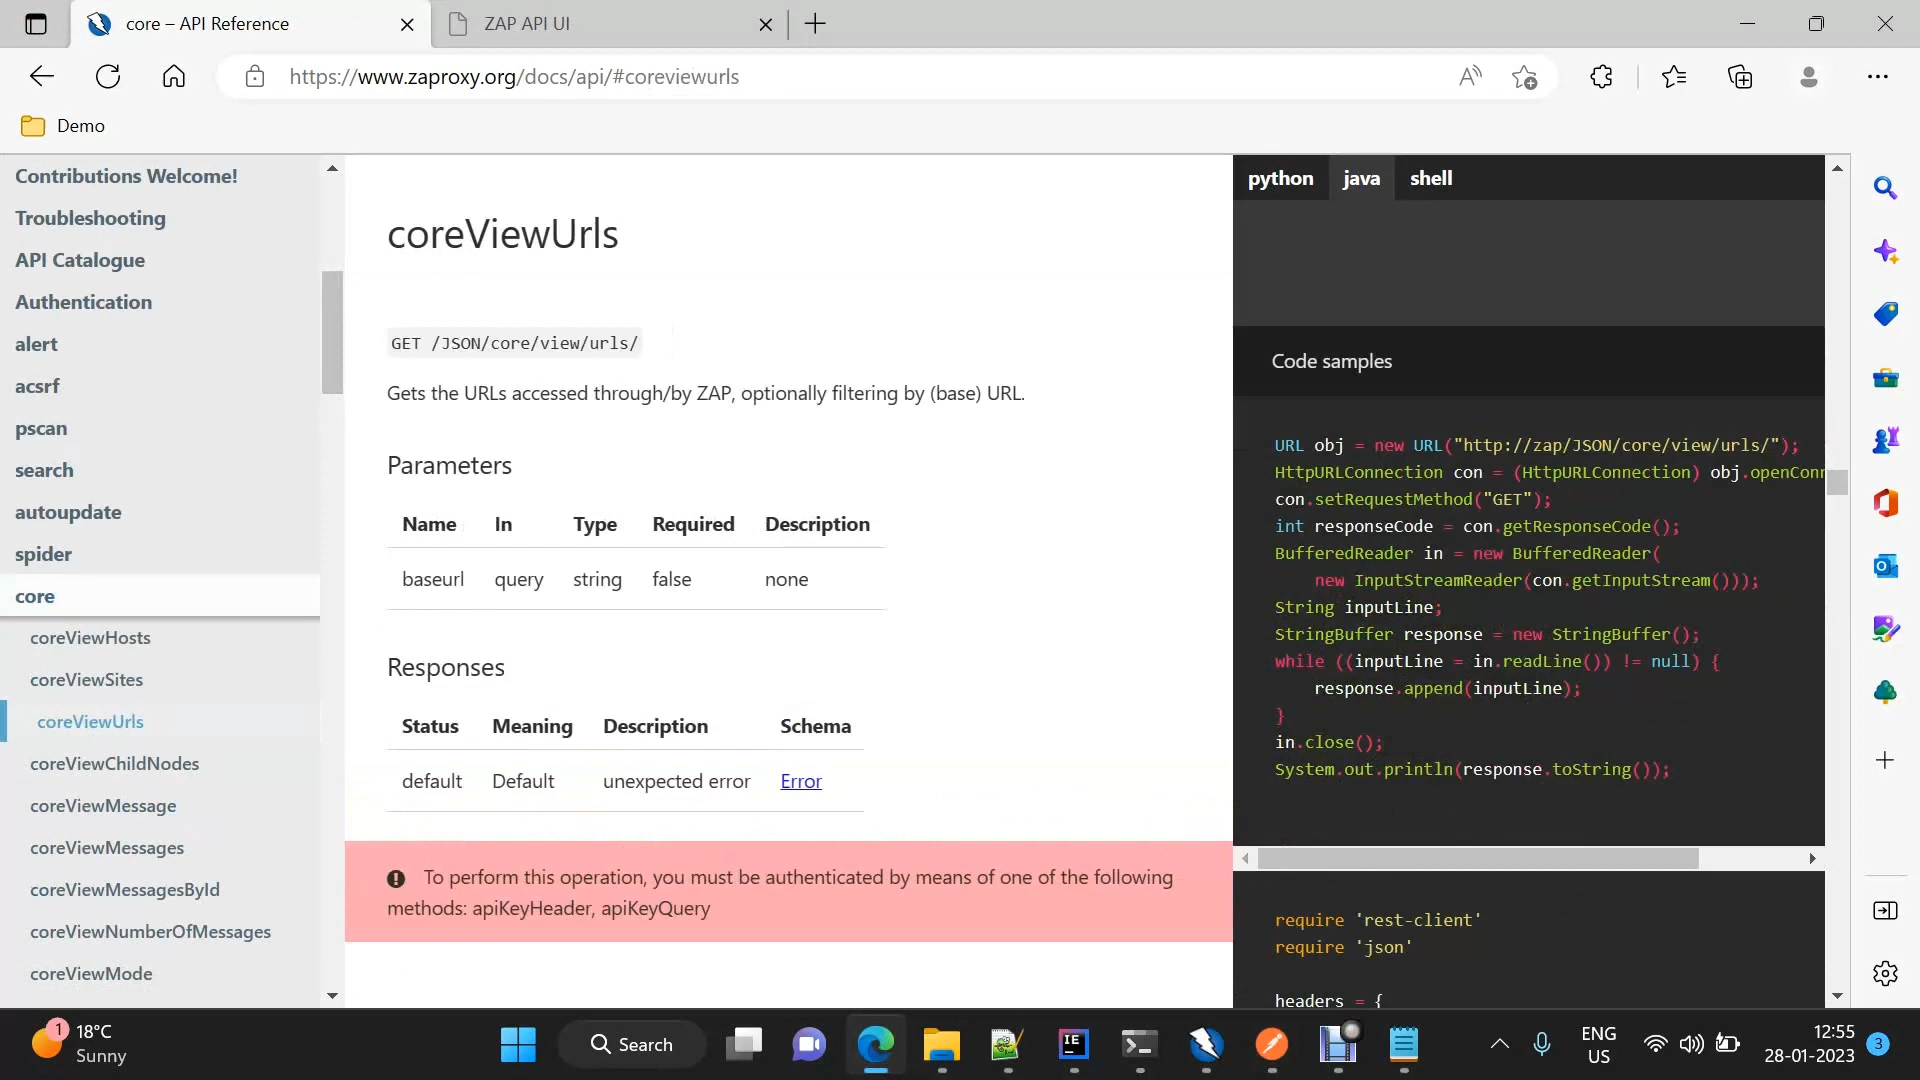 core – API Reference
ZAP API UI
https://www.zaproxy.org/docs/api/#coreviewurls
Demo
Contributions Welcome!
Troubleshooting
API Catalogue
Authentication
alert
acsrf
pscan
search
autoupdate
spider
core
coreViewHosts
coreViewSites
coreViewUrls
coreViewChildNodes
coreViewMessage
coreViewMessages
coreViewMessagesById
coreViewNumberOfMessages
coreViewMode
coreViewUrls
GET /JSON/core/view/urls/
Gets the URLs accessed through/by ZAP, optionally filtering by (base) URL.
Parameters
Name In Type Required Description
baseurl query string false none
Responses
Status Meaning Description Schema
default Default unexpected error Error
To perform this operation, you must be authenticated by means of one of the following
methods: apiKeyHeader, apiKeyQuery
python java shell
Code samples
URL obj = new URL("http://zap/JSON/core/view/urls/");
HttpURLConnection con = (HttpURLConnection) obj.openConn
con.setRequestMethod("GET");
int responseCode = con.getResponseCode();
BufferedReader in = new BufferedReader(
new InputStreamReader(con.getInputStream()));
String inputLine;
StringBuffer response = new StringBuffer();
while ((inputLine = in.readLine()) != null) {
response.append(inputLine);
}
in.close();
System.out.println(response.toString());
require 'rest-client'
require 'json'
headers = {
1
18°C
Sunny
Search
ENG
US
12:55
28-01-2023
3